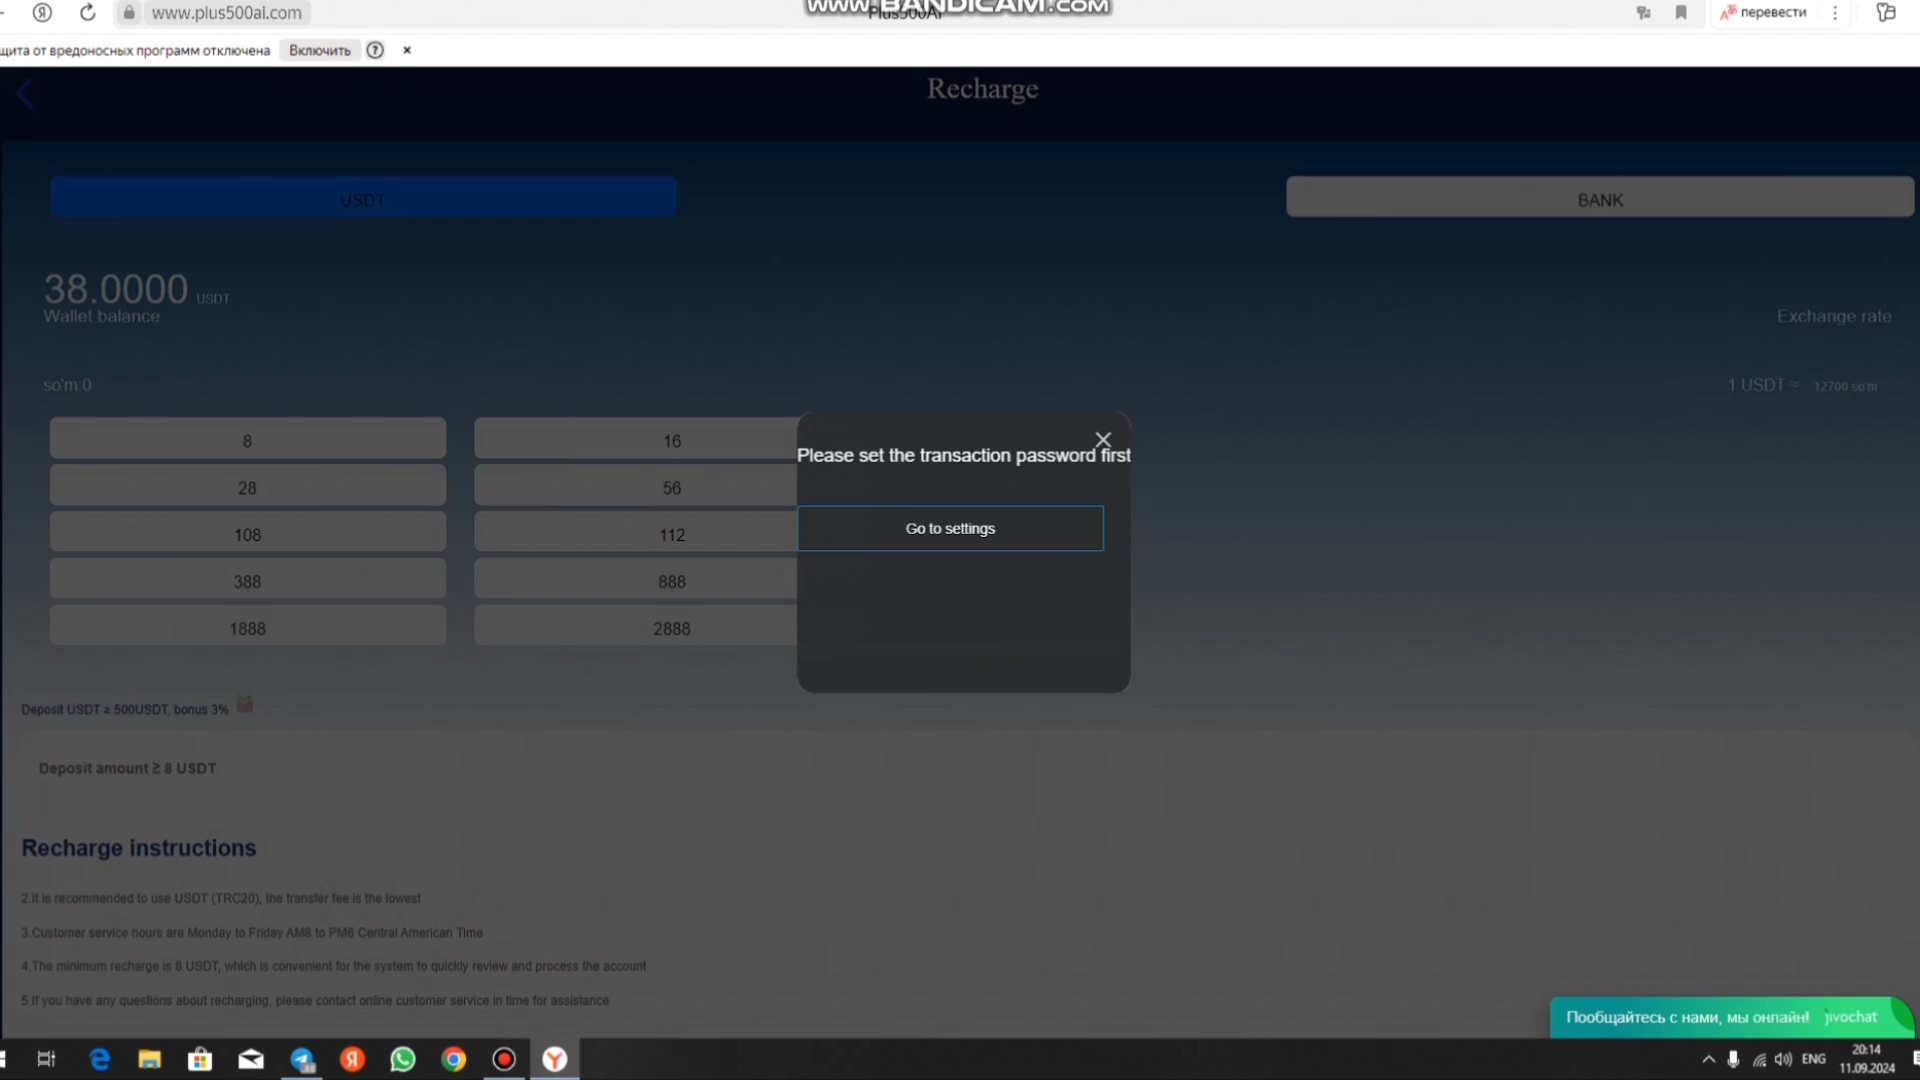 www.BANDICAM.com
www.plus500ai.com
Plus500AI
перевести
щита от вредоносных программ отключена
Включить
Recharge
USDT
BANK
38.0000 USDT
Wallet balance
Exchange rate
so'm:0
1 USDT ≈ 12700 so'm
8
16
28
56
108
112
388
888
1888
2888
Please set the transaction password first
Go to settings
Deposit USDT ≥ 500USDT, bonus 3%
Deposit amount ≥ 8 USDT
Recharge instructions
2.It is recommended to use USDT (TRC20), the transfer fee is the lowest
3.Customer service hours are Monday to Friday AM8 to PM6 Central American Time
4.The minimum recharge is 8 USDT, which is convenient for the system to quickly review and process the account
5.If you have any questions about recharging, please contact online customer service in time for assistance
Пообщайтесь с нами, мы онлайн! jivochat
ENG
20:14
11.09.2024